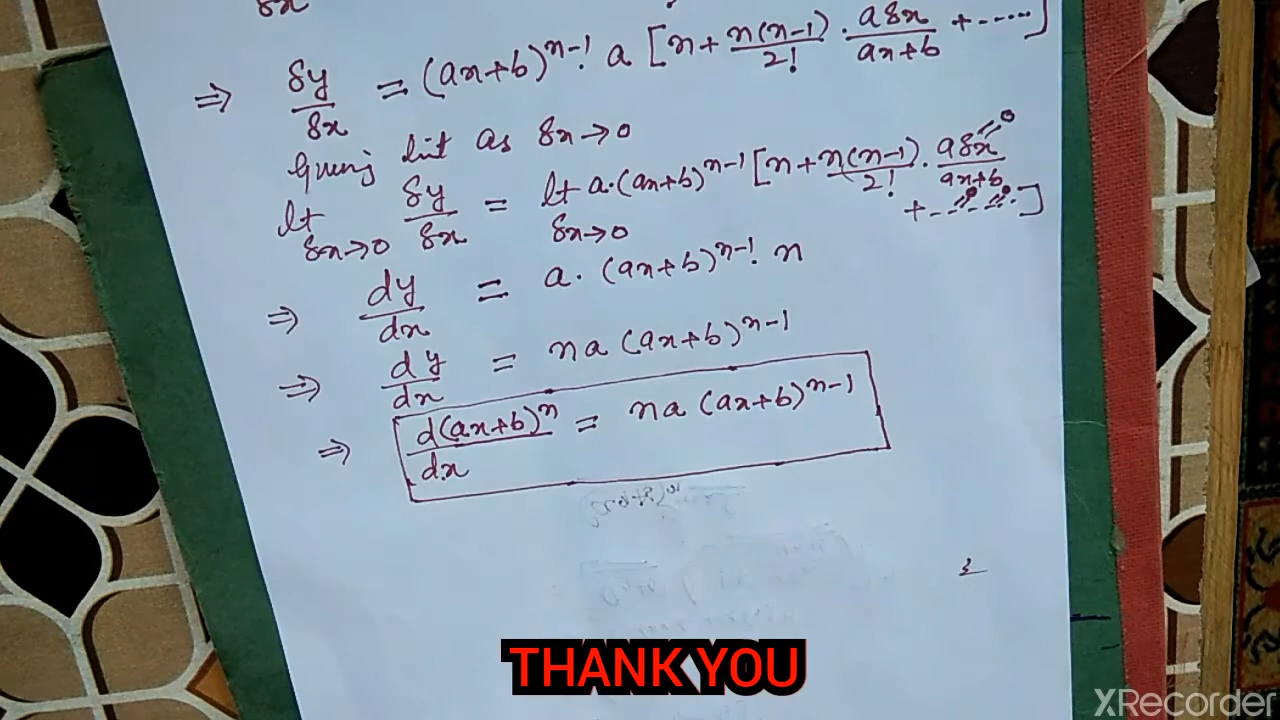 δx
⇒ δy/δx = (ax+b)^n-1 . a [n + n(n-1)/2! . aδx/ax+b + .....]
as δx→0
lt δx→0 δy/δx = lt δx→0 a.(ax+b)^n-1 [n + n(n-1)/2! . aδx/ax+b + ......]
⇒ dy/dx = a. (ax+b)^n-1 . n
⇒ dy/dx = na (ax+b)^n-1
⇒ d(ax+b)^n/dx = na (ax+b)^n-1
THANK YOU
XRecorder